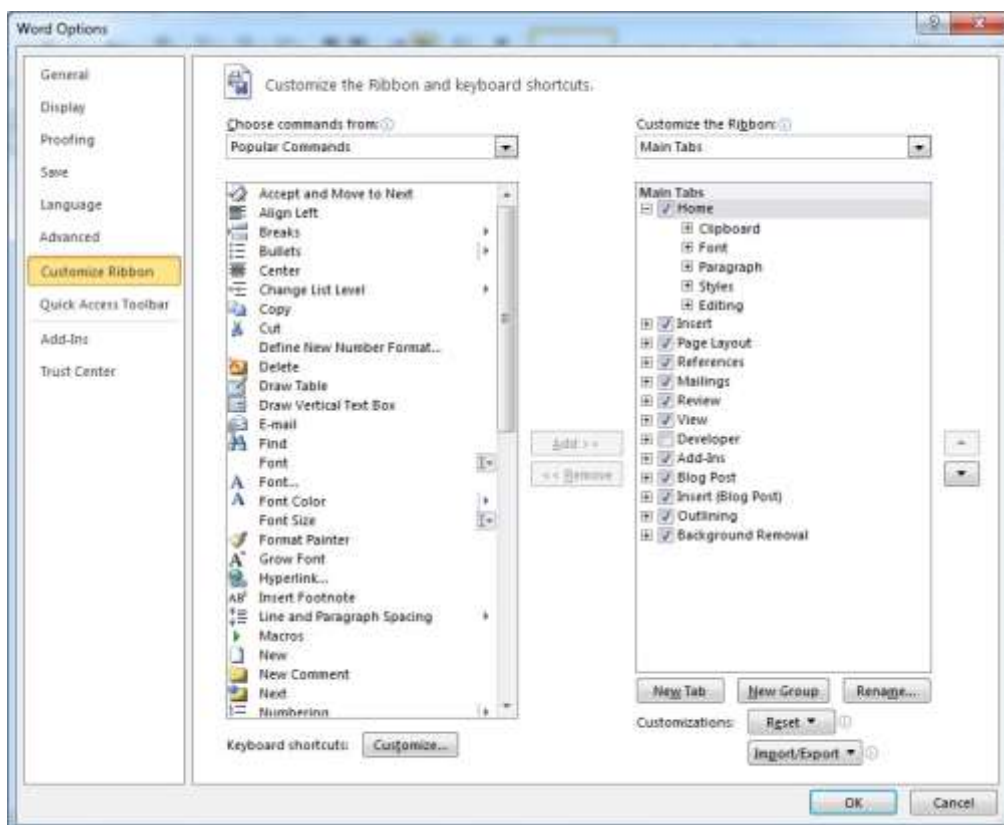 Word Options
General
Display
Proofing
Save
Language
Advanced
Customize Ribbon
Quick Access Toolbar
Add-Ins
Trust Center
Customize the Ribbon and keyboard shortcuts.
Choose commands from:
Popular Commands
Accept and Move to Next
Align Left
Breaks
Bullets
Center
Change List Level
Copy
Cut
Define New Number Format...
Delete
Draw Table
Draw Vertical Text Box
E-mail
Find
Font
Font...
Font Color
Font Size
Format Painter
Grow Font
Hyperlink...
Insert Footnote
Line and Paragraph Spacing
Macros
New
New Comment
Next
Numbering
Keyboard shortcuts: Customize...
Add >>
<< Remove
Customize the Ribbon:
Main Tabs
Main Tabs
Home
Clipboard
Font
Paragraph
Styles
Editing
Insert
Page Layout
References
Mailings
Review
View
Developer
Add-Ins
Blog Post
Insert (Blog Post)
Outlining
Background Removal
New Tab New Group Rename...
Customizations: Reset
Import/Export
OK Cancel